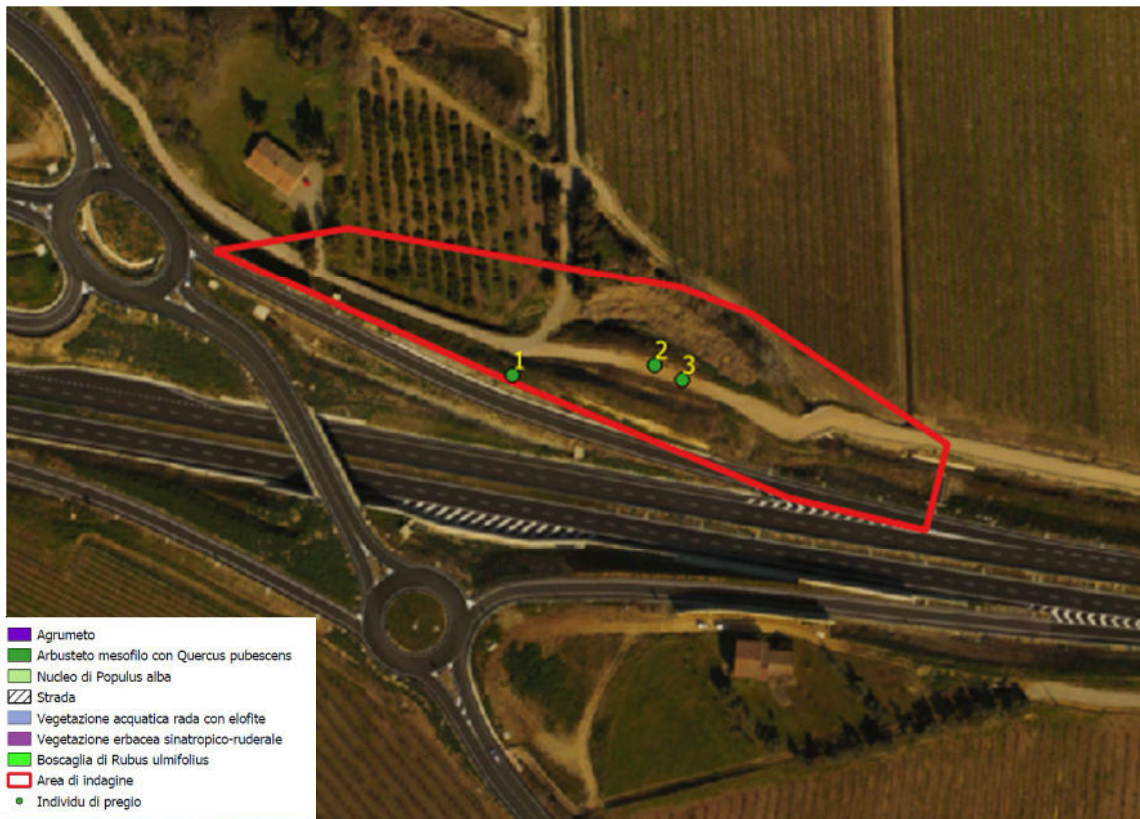 1
2
3
Agrumeto
Arbusteto mesofilo con Quercus pubescens
Nucleo di Populus alba
Strada
Vegetazione acquatica rada con elofite
Vegetazione erbacea sinatropico-ruderale
Boscaglia di Rubus ulmifolius
Area di indagine
Individu di pregio